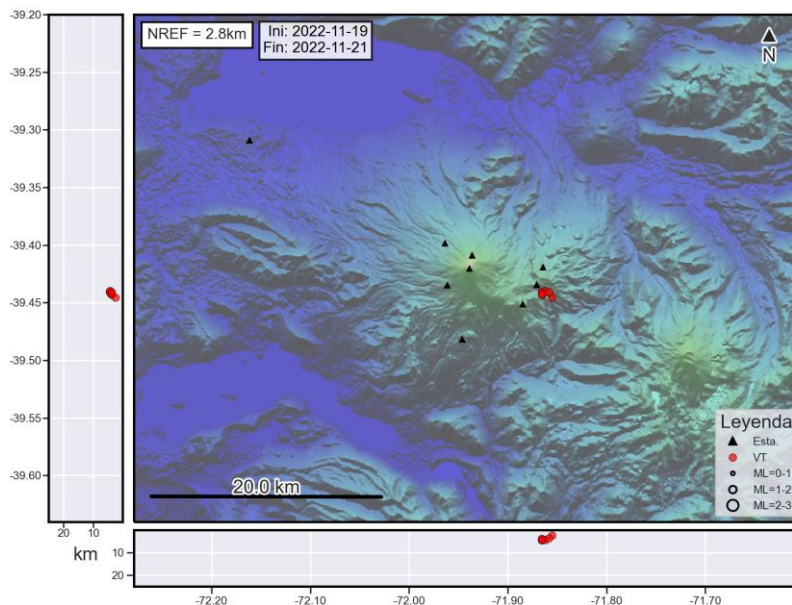 NREF = 2.8km
Ini: 2022-11-19
Fin: 2022-11-21
N
-39.20
-39.25
-39.30
-39.35
-39.40
-39.45
-39.50
-39.55
-39.60
20 10
km
20.0 km
Leyenda
Esta.
VT
ML=0-1
ML=1-2
ML=2-3
10
20
-72.20 -72.10 -72.00 -71.90 -71.80 -71.70